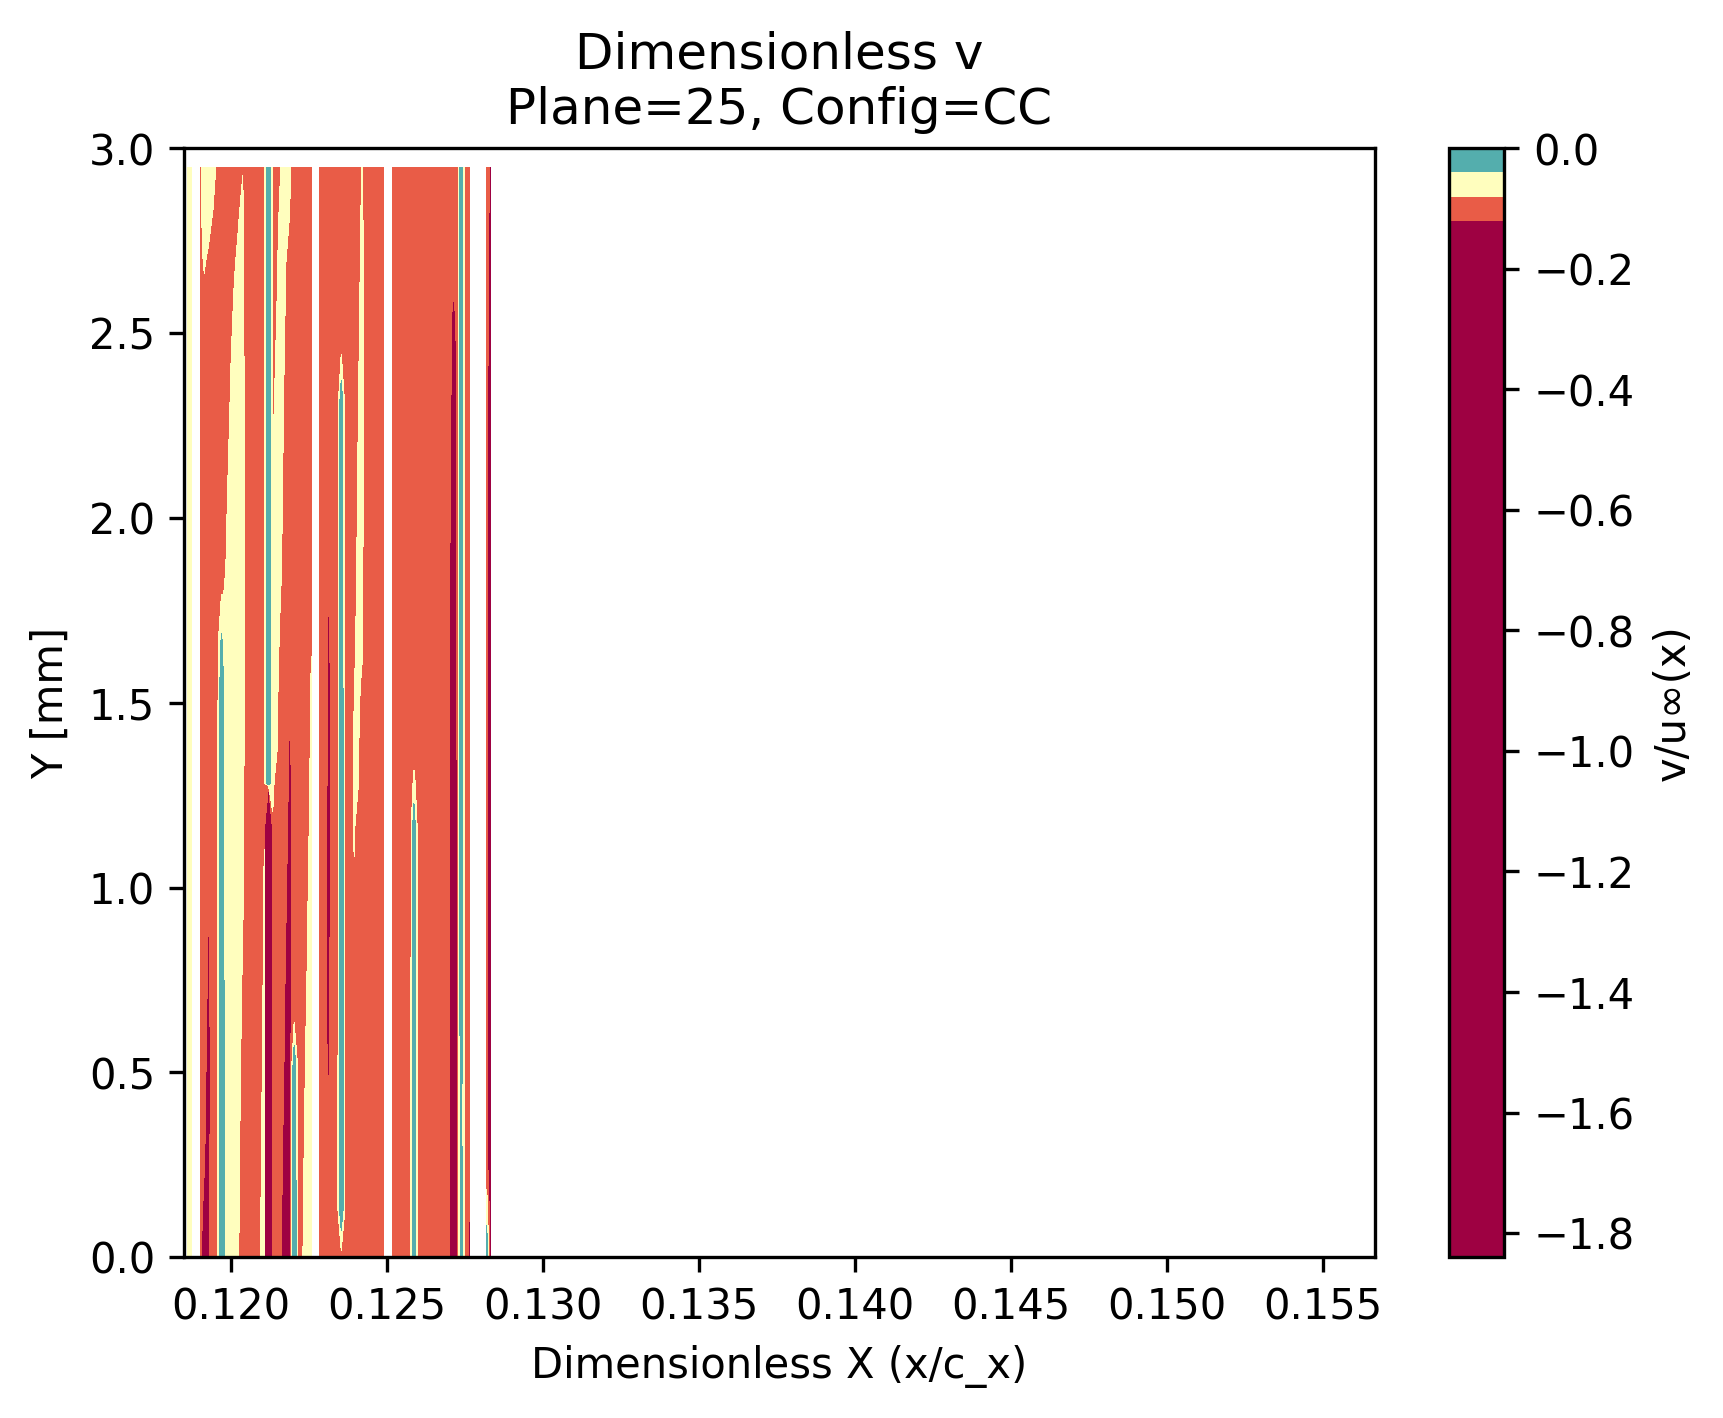 Dimensionless v
Plane=25, Config=CC
3.0
2.5
2.0
1.5
1.0
0.5
0.0
Y [mm]
0.120 0.125 0.130 0.135 0.140 0.145 0.150 0.155
Dimensionless X (x/c_x)
0.0
−0.2
−0.4
−0.6
−0.8
−1.0
−1.2
−1.4
−1.6
−1.8
v/u∞(x)